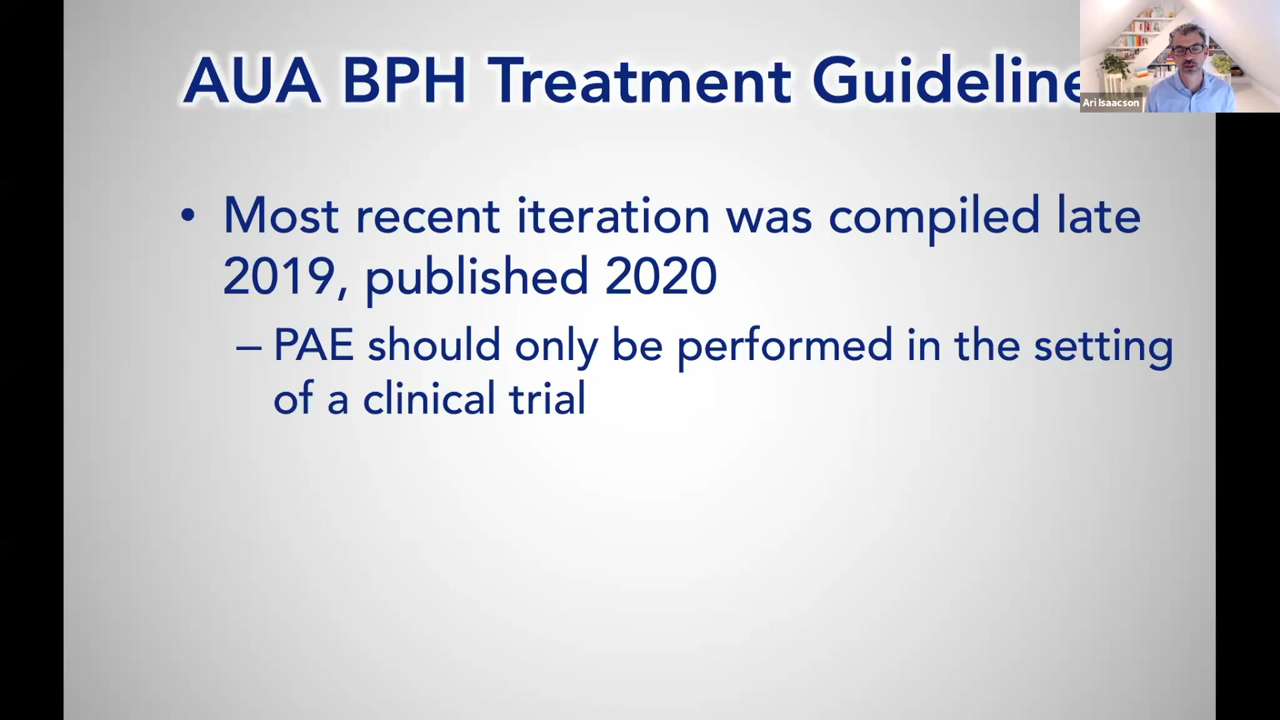 AUA BPH Treatment Guideline
Ari Isaacson
• Most recent iteration was compiled late
2019, published 2020
– PAE should only be performed in the setting
of a clinical trial